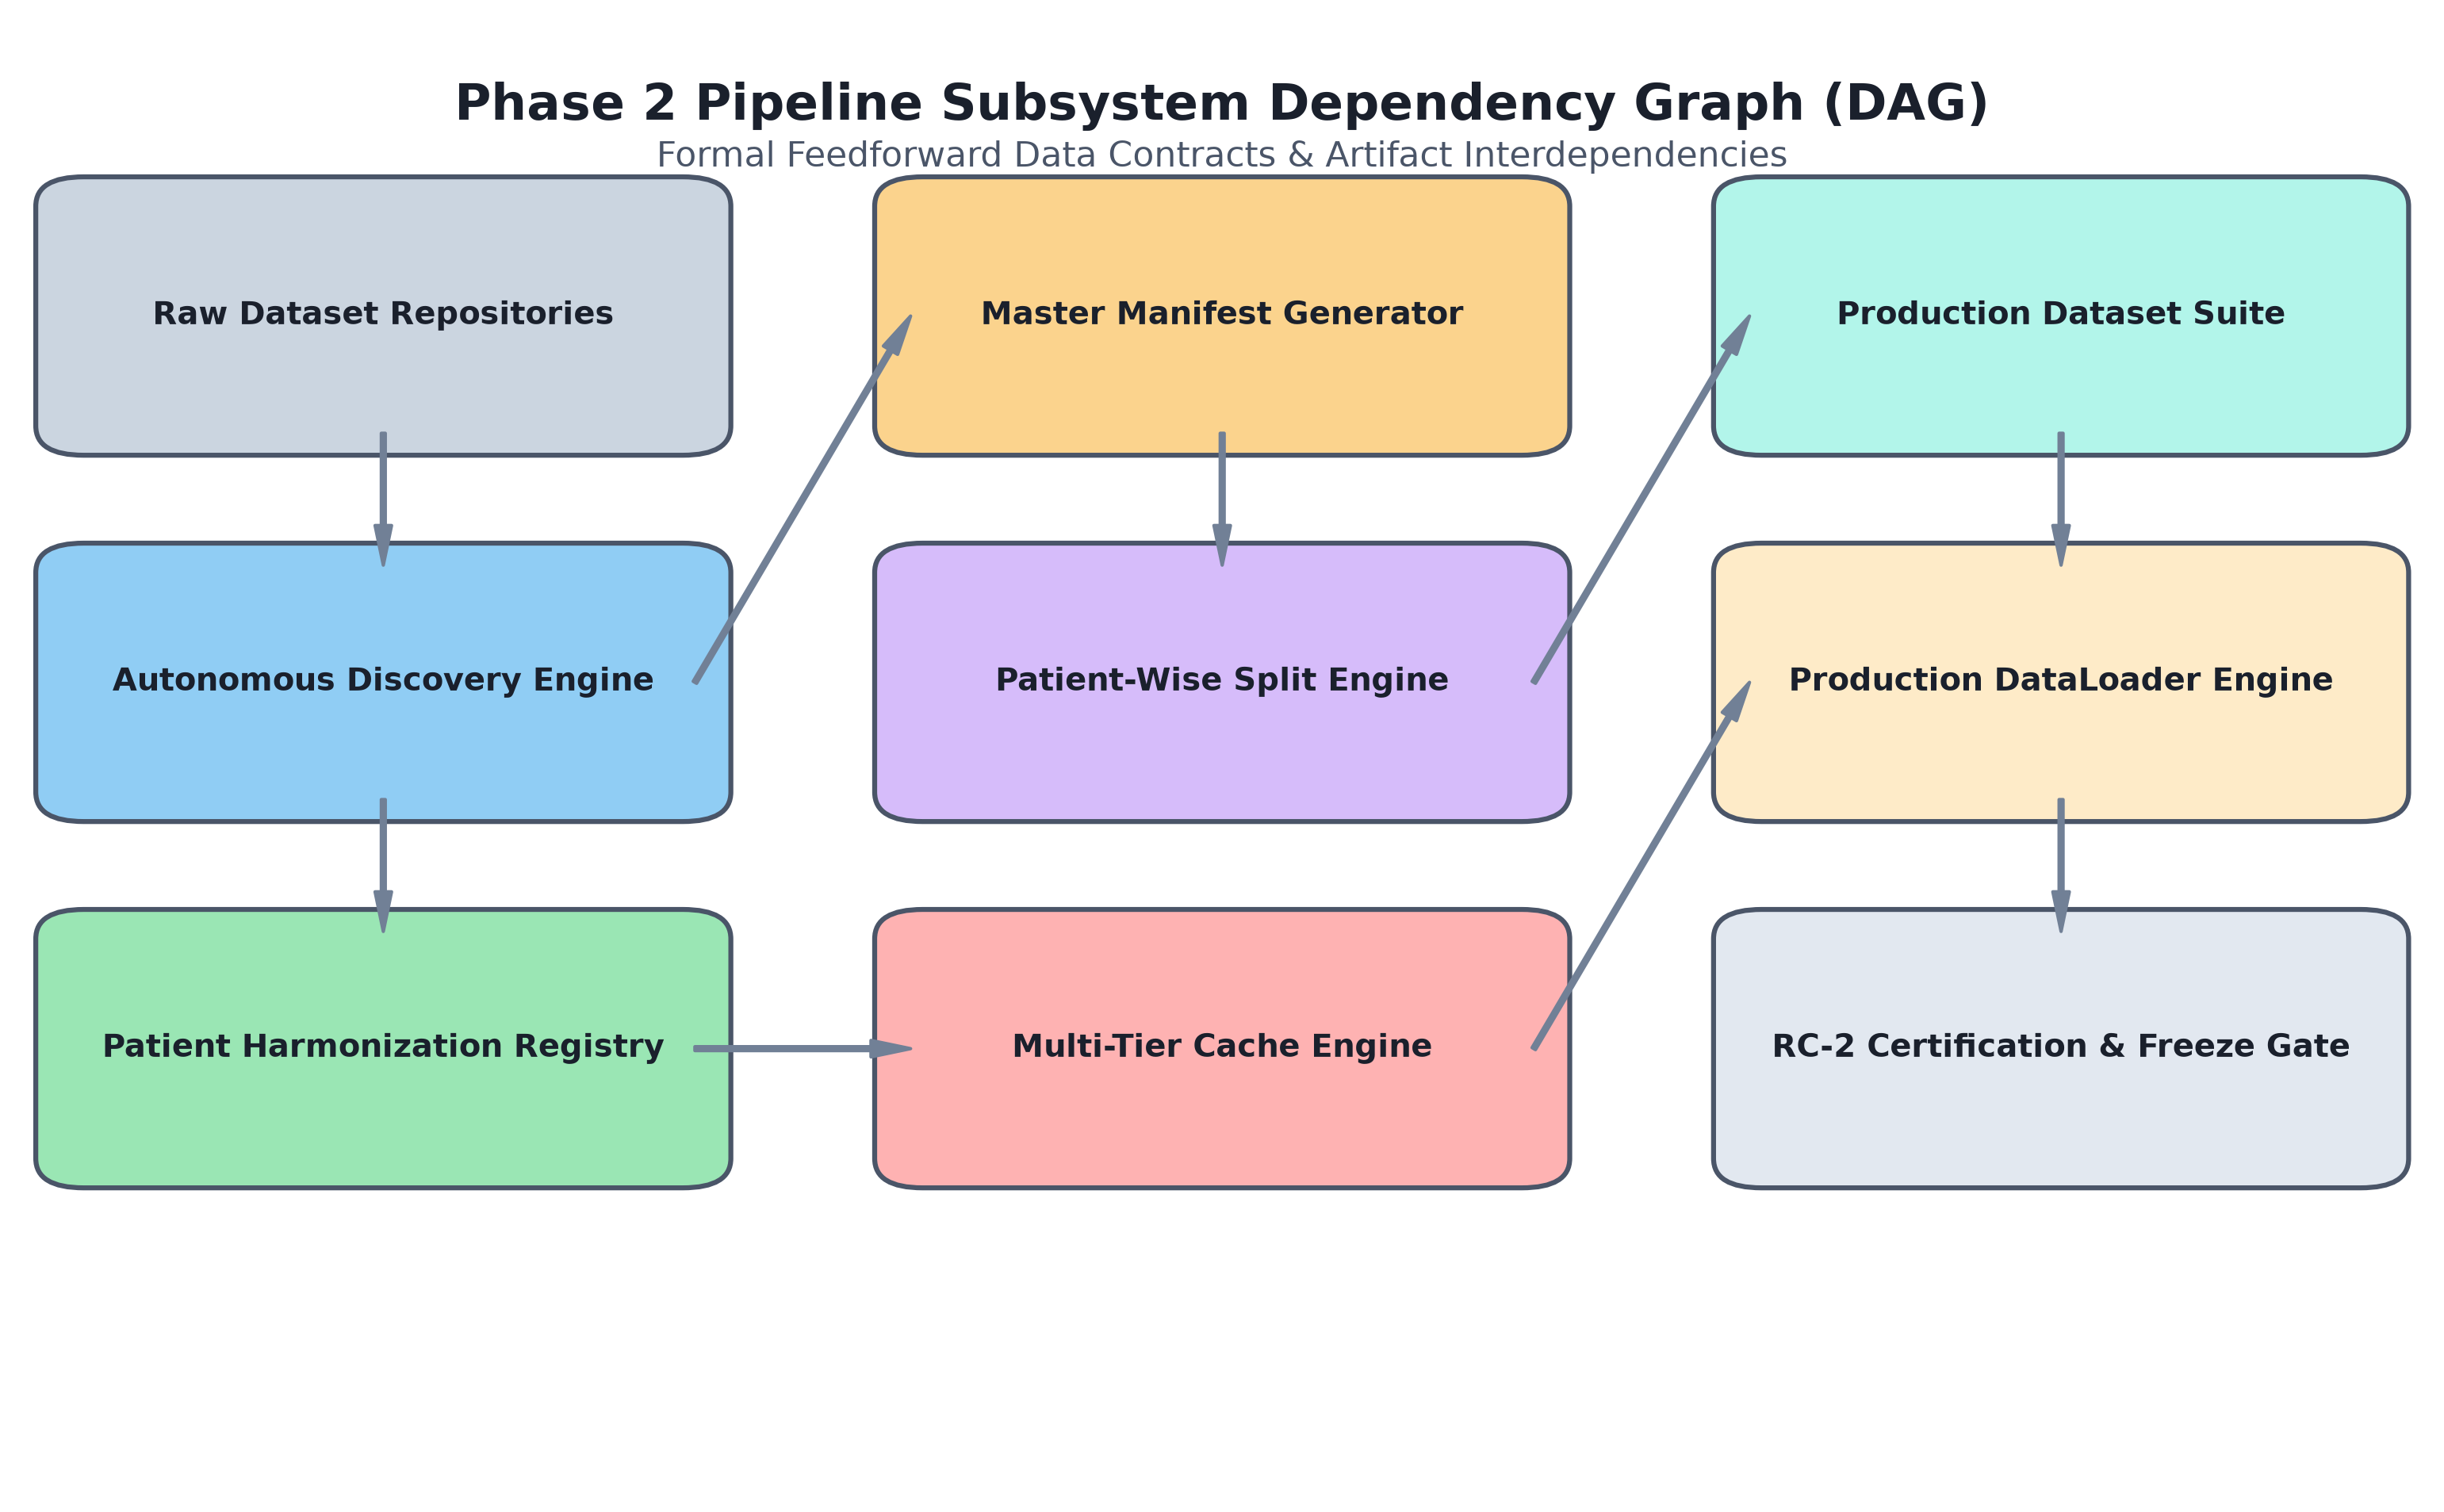 Phase 2 Pipeline Subsystem Dependency Graph (DAG)
Formal Feedforward Data Contracts & Artifact Interdependencies
Raw Dataset Repositories
Master Manifest Generator
Production Dataset Suite
Autonomous Discovery Engine
Patient-Wise Split Engine
Production DataLoader Engine
Patient Harmonization Registry
Multi-Tier Cache Engine
RC-2 Certification & Freeze Gate